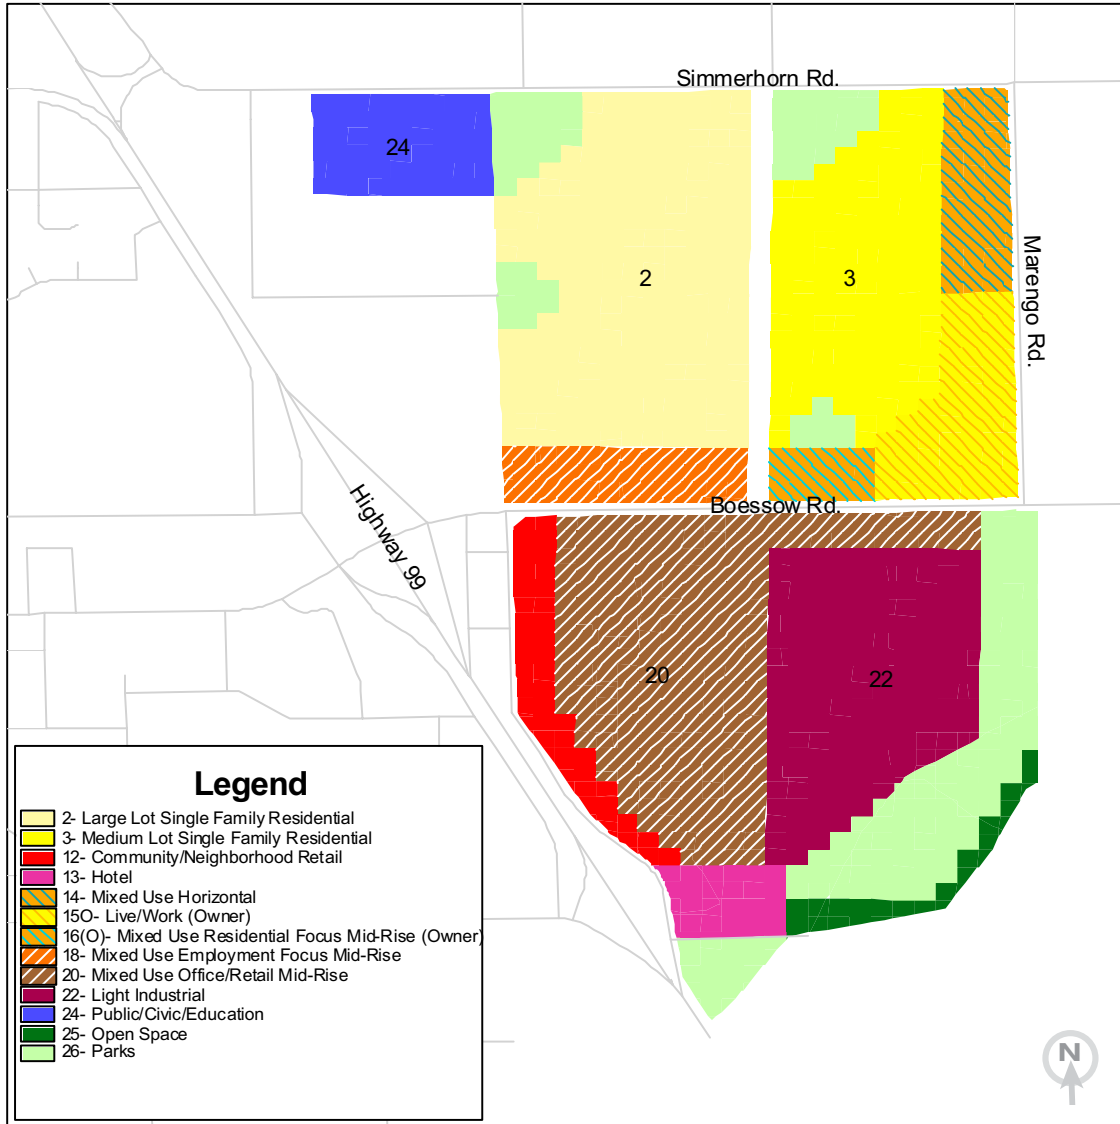 Simmerhorn Rd.
24
2
3
Marengo Rd.
Boessow Rd.
Highway 99
20
22
Legend
2- Large Lot Single Family Residential
3- Medium Lot Single Family Residential
12- Community/Neighborhood Retail
13- Hotel
14- Mixed Use Horizontal
15O- Live/Work (Owner)
16(O)- Mixed Use Residential Focus Mid-Rise (Owner)
18- Mixed Use Employment Focus Mid-Rise
20- Mixed Use Office/Retail Mid-Rise
22- Light Industrial
24- Public/Civic/Education
25- Open Space
26- Parks
N